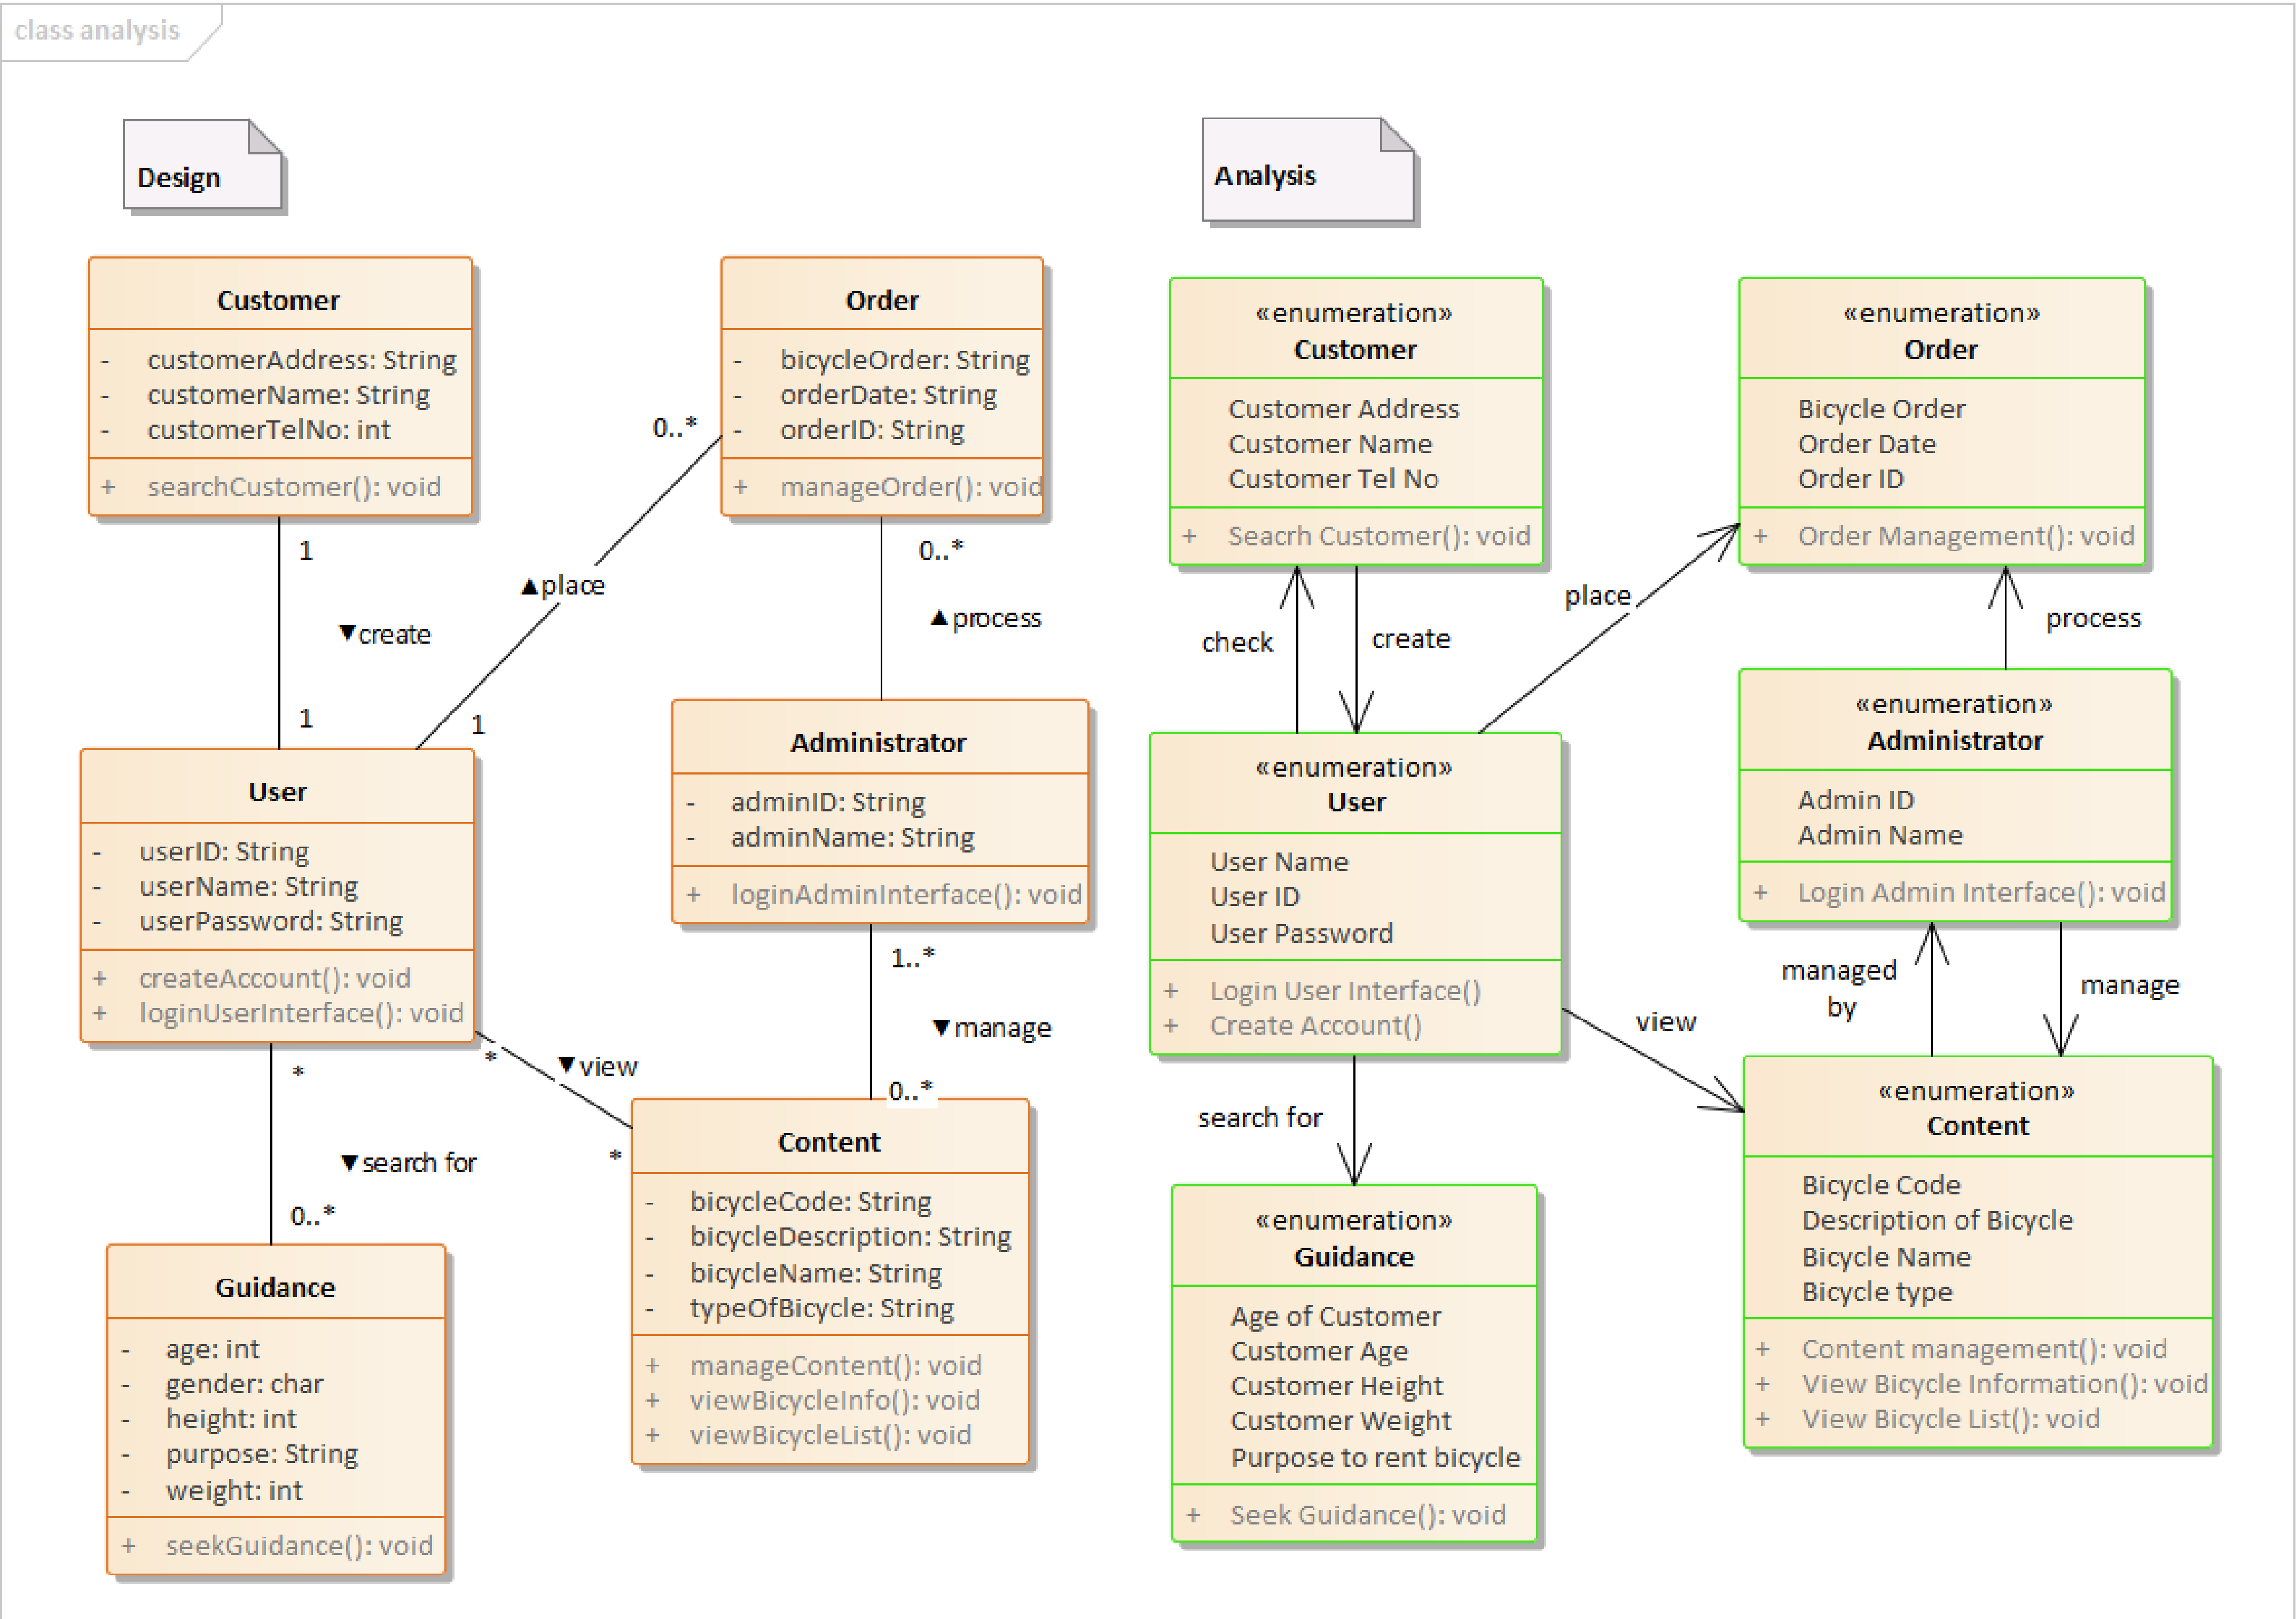 class analysis
Design
Customer
- customerAddress: String
- customerName: String
- customerTelNo: int
+ searchCustomer(): void
Order
- bicycleOrder: String
- orderDate: String
- orderID: String
+ manageOrder(): void
0..*
▲place
1
1
▼create
1
0..*
▲process
User
- userID: String
- userName: String
- userPassword: String
+ createAccount(): void
+ loginUserInterface(): void
Administrator
- adminID: String
- adminName: String
+ loginAdminInterface(): void
1..*
▼manage
0..*
*
▼view
*
*
▼search for
0..*
Guidance
- age: int
- gender: char
- height: int
- purpose: String
- weight: int
+ seekGuidance(): void
Content
- bicycleCode: String
- bicycleDescription: String
- bicycleName: String
- typeOfBicycle: String
+ manageContent(): void
+ viewBicycleInfo(): void
+ viewBicycleList(): void
Analysis
«enumeration»
Customer
Customer Address
Customer Name
Customer Tel No
+ Seacrh Customer(): void
«enumeration»
Order
Bicycle Order
Order Date
Order ID
+ Order Management(): void
check
create
place
process
«enumeration»
User
User Name
User ID
User Password
+ Login User Interface()
+ Create Account()
«enumeration»
Administrator
Admin ID
Admin Name
+ Login Admin Interface(): void
managed
by
manage
view
search for
«enumeration»
Guidance
Age of Customer
Customer Age
Customer Height
Customer Weight
Purpose to rent bicycle
+ Seek Guidance(): void
«enumeration»
Content
Bicycle Code
Description of Bicycle
Bicycle Name
Bicycle type
+ Content management(): void
+ View Bicycle Information(): void
+ View Bicycle List(): void